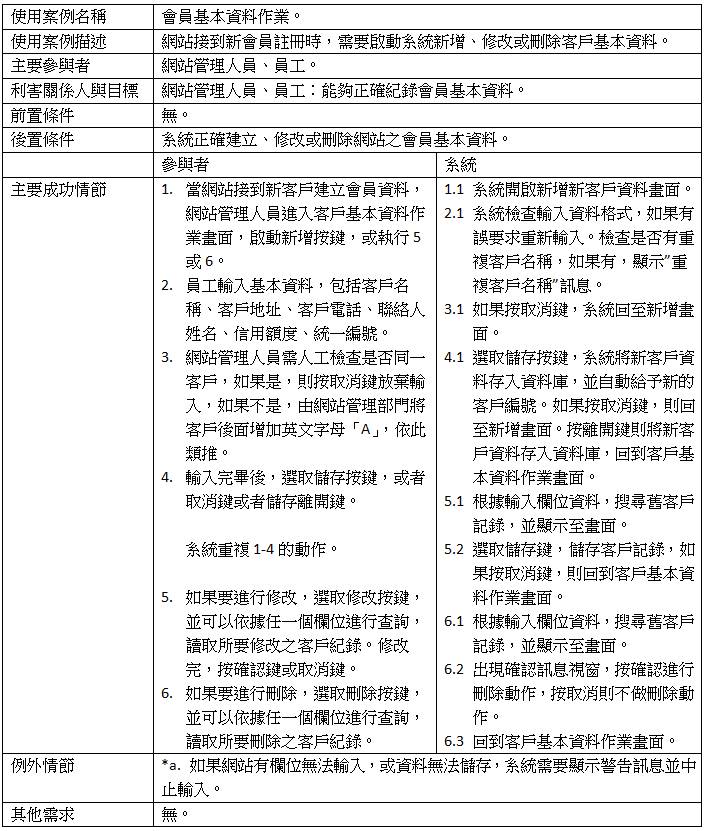 使用案例名稱 會員基本資料作業。
使用案例描述 網站接到新會員註冊時，需要啟動系統新增、修改或刪除客戶基本資料。
主要參與者 網站管理人員、員工。
利害關係人與目標 網站管理人員、員工：能夠正確紀錄會員基本資料。
前置條件 無。
後置條件 系統正確建立、修改或刪除網站之會員基本資料。
參與者 系統
主要成功情節
1. 當網站接到新客戶建立會員資料，
網站管理人員進入客戶基本資料作
業畫面，啟動新增按鍵，或執行 5
或 6。
2. 員工輸入基本資料，包括客戶名
稱、客戶地址、客戶電話、聯絡人
姓名、信用額度、統一編號。
3. 網站管理人員需人工檢查是否同一
客戶，如果是，則按取消鍵放棄輸
入，如果不是，由網站管理部門將
客戶後面增加英文字母「A」，依此
類推。
4. 輸入完畢後，選取儲存按鍵，或者
取消鍵或者儲存離開鍵。
系統重複 1-4 的動作。
5. 如果要進行修改，選取修改按鍵，
並可以依據任一個欄位進行查詢，
讀取所要修改之客戶紀錄。修改
完，按確認鍵或取消鍵。
6. 如果要進行刪除，選取刪除按鍵，
並可以依據任一個欄位進行查詢，
讀取所要刪除之客戶紀錄。
1.1 系統開啟新增新客戶資料畫面。
2.1 系統檢查輸入資料格式，如果有
誤要求重新輸入。檢查是否有重
複客戶名稱，如果有，顯示"重
複客戶名稱"訊息。
3.1 如果按取消鍵，系統回至新增畫
面。
4.1 選取儲存按鍵，系統將新客戶資
料存入資料庫，並自動給予新的
客戶編號。如果按取消鍵，則回
至新增畫面。按離開鍵則將新客
戶資料存入資料庫，回到客戶基
本資料作業畫面。
5.1 根據輸入欄位資料，搜尋舊客戶
記錄，並顯示至畫面。
5.2 選取儲存鍵，儲存客戶記錄，如
果按取消鍵，則回到客戶基本資
料作業畫面。
6.1 根據輸入欄位資料，搜尋舊客戶
記錄，並顯示至畫面。
6.2 出現確認訊息視窗，按確認進行
刪除動作，按取消則不做刪除動
作。
6.3 回到客戶基本資料作業畫面。
例外情節 *a. 如果網站有欄位無法輸入，或資料無法儲存，系統需要顯示警告訊息並中
止輸入。
其他需求 無。